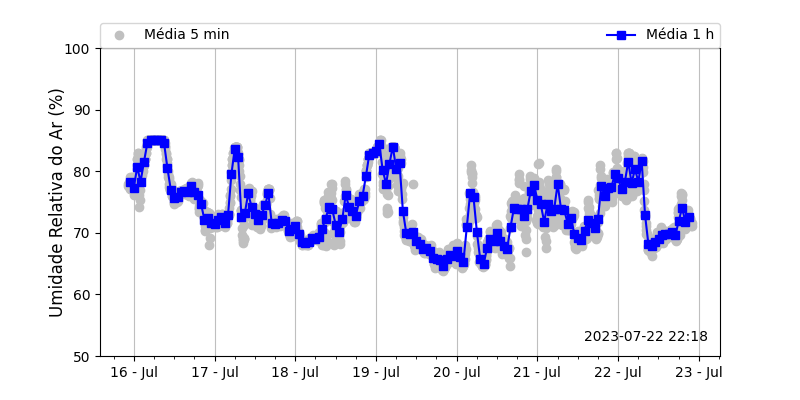 Média 5 min
Média 1 h
Umidade Relativa do Ar (%)
100
90
80
70
60
50
2023-07-22 22:18
16 - Jul
17 - Jul
18 - Jul
19 - Jul
20 - Jul
21 - Jul
22 - Jul
23 - Jul